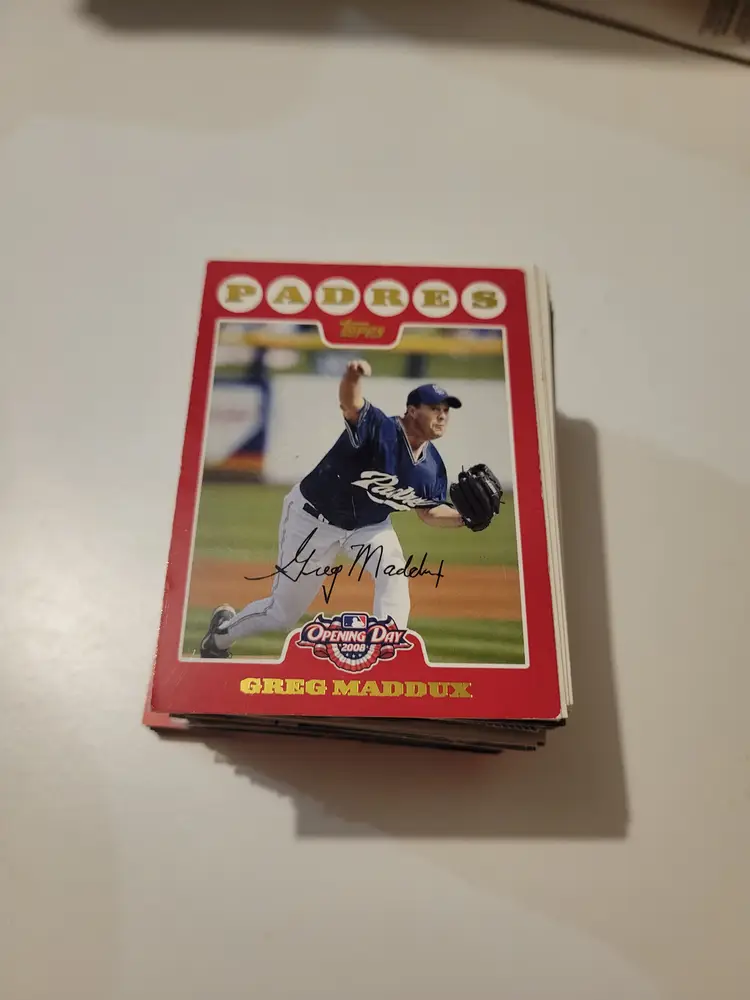 PADRES
TOPPS
Padres
Greg Maddux
OPENING DAY
2008
GREG MADDUX